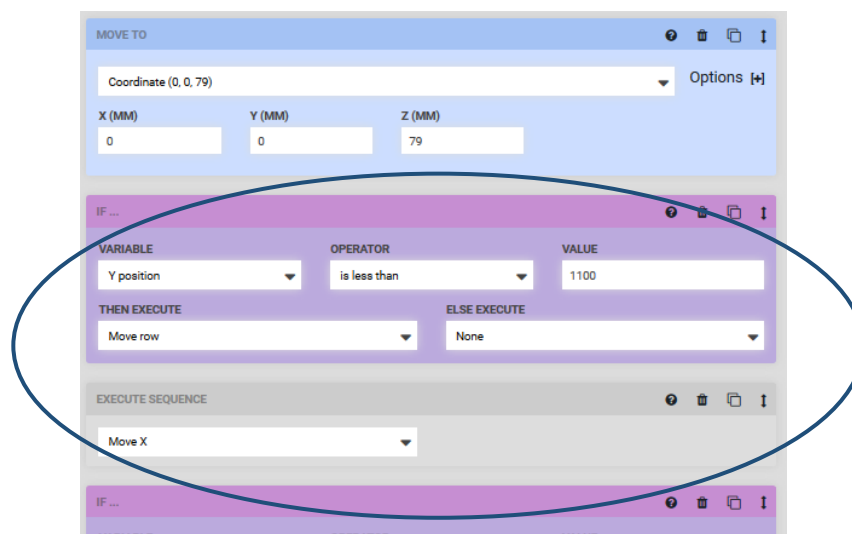 MOVE TO
Coordinate (0, 0, 79)
Options [+]
X (MM) Y (MM) Z (MM)
0 0 79
IF ...
VARIABLE OPERATOR VALUE
Y position is less than 1100
THEN EXECUTE ELSE EXECUTE
Move row None
EXECUTE SEQUENCE
Move X
IF ...